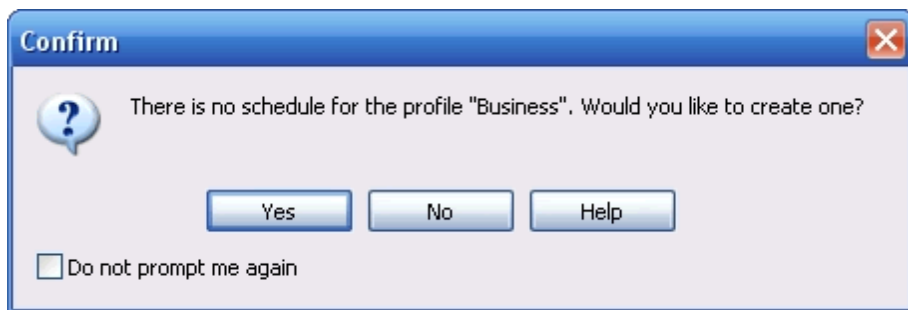 Confirm
There is no schedule for the profile "Business". Would you like to create one?
Yes
No
Help
Do not prompt me again